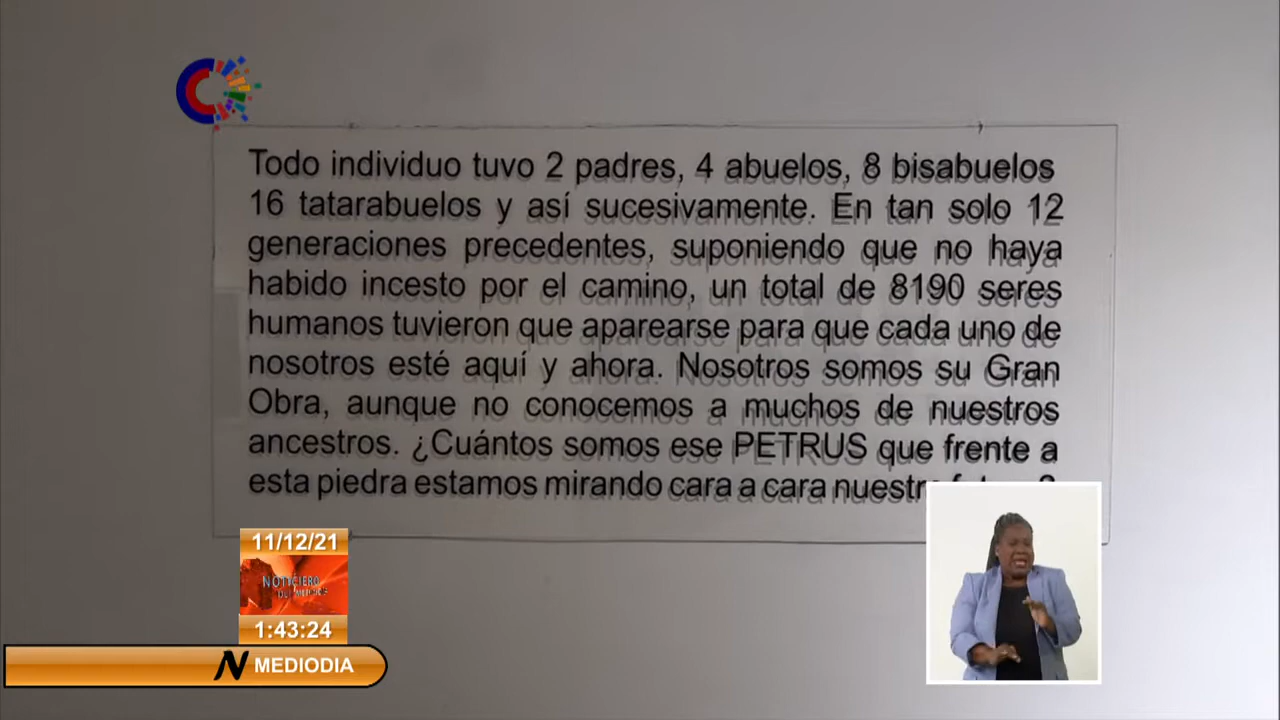 Todo individuo tuvo 2 padres, 4 abuelos, 8 bisabuelos
16 tatarabuelos y así sucesivamente. En tan solo 12
generaciones precedentes, suponiendo que no haya
habido incesto por el camino, un total de 8190 seres
humanos tuvieron que aparearse para que cada uno de
nosotros esté aquí y ahora. Nosotros somos su Gran
Obra, aunque no conocemos a muchos de nuestros
ancestros. ¿Cuántos somos ese PETRUS que frente a
esta piedra estamos mirando cara a cara
11/12/21
NOTICIERO
1:43:24
N MEDIODIA